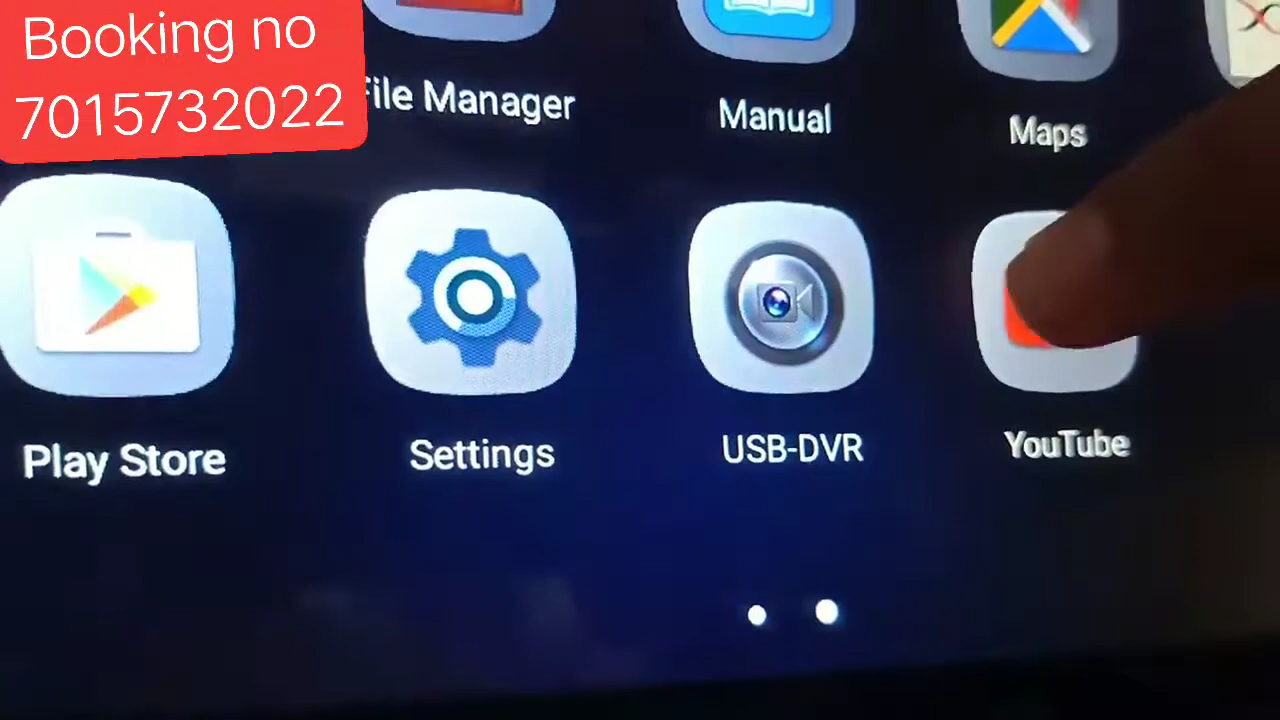 Booking no
7015732022
File Manager
Manual
Maps
Play Store
Settings
USB-DVR
YouTube